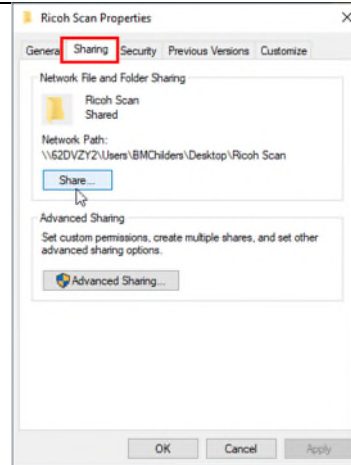 Ricoh Scan Properties
General Sharing Security Previous Versions Customize
Network File and Folder Sharing
Ricoh Scan
Shared
Network Path:
\\62DVZY2\Users\BMChilders\Desktop\Ricoh Scan
Share...
Advanced Sharing
Set custom permissions, create multiple shares, and set other
advanced sharing options.
Advanced Sharing...
OK Cancel Apply